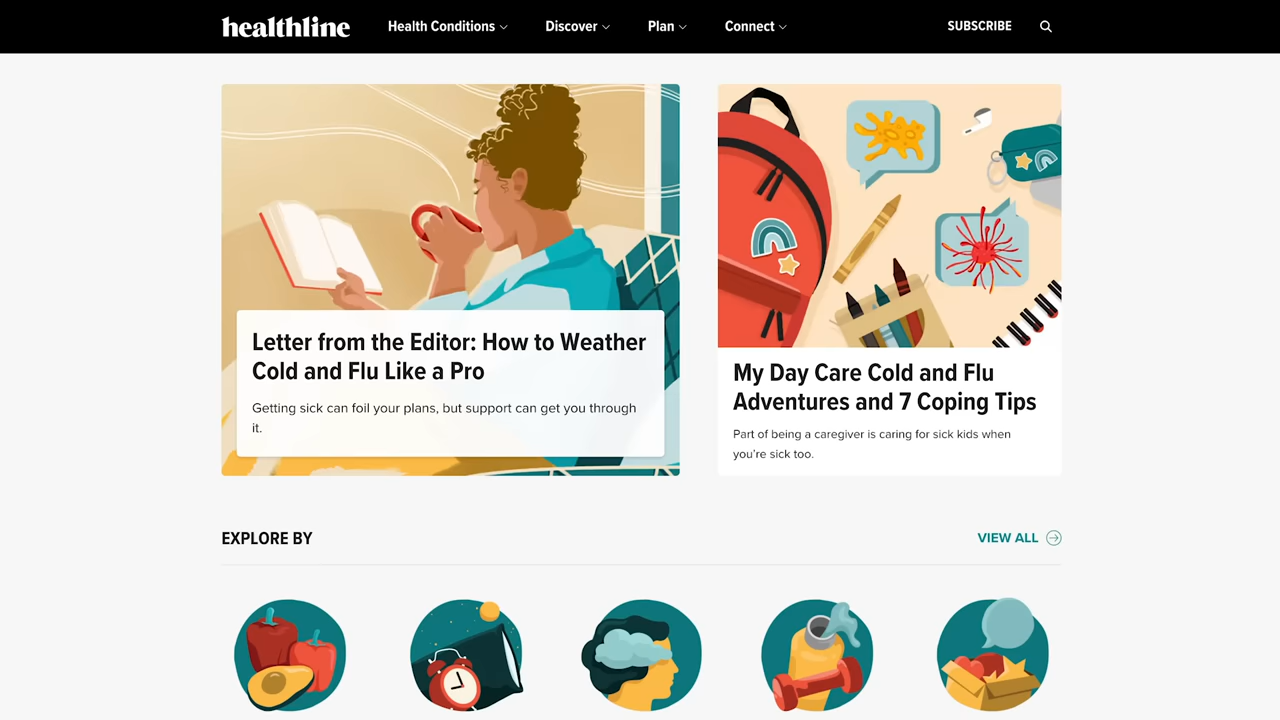 healthline
Health Conditions
Discover
Plan
Connect
SUBSCRIBE
Letter from the Editor: How to Weather
Cold and Flu Like a Pro
Getting sick can foil your plans, but support can get you through
it.
My Day Care Cold and Flu
Adventures and 7 Coping Tips
Part of being a caregiver is caring for sick kids when
you’re sick too.
EXPLORE BY
VIEW ALL